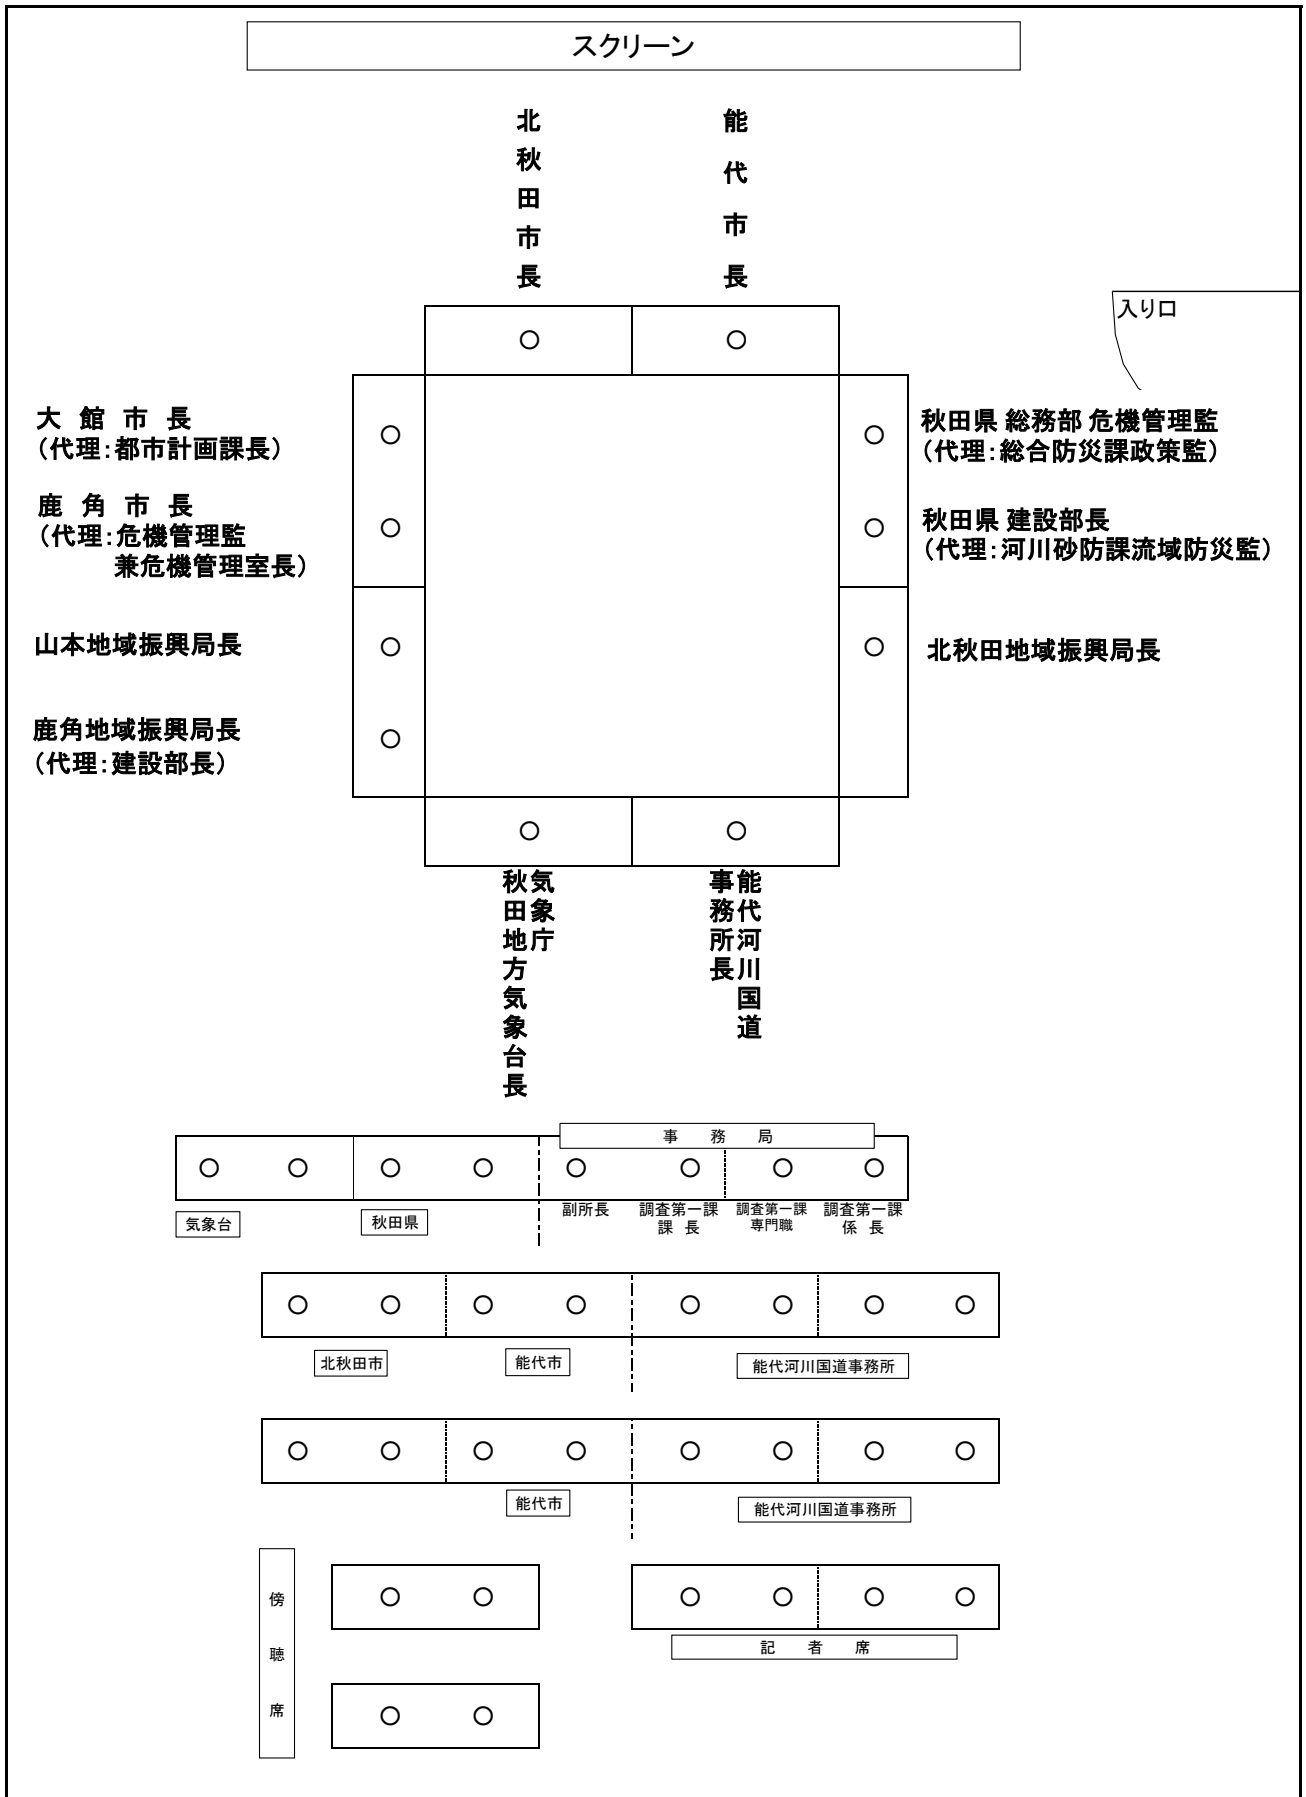 スクリーン
北秋田市長
能代市長
入り口
大館市長
（代理：都市計画課長）
鹿角市長
（代理：危機管理監
兼危機管理室長）
山本地域振興局長
鹿角地域振興局長
（代理：建設部長）
秋田県 総務部 危機管理監
（代理：総合防災課政策監）
秋田県 建設部長
（代理：河川砂防課流域防災監）
北秋田地域振興局長
気象庁
秋田地方気象台長
能代河川国道
事務所長
事務局
気象台
秋田県
副所長
調査第一課
課長
調査第一課
専門職
調査第一課
係長
北秋田市
能代市
能代河川国道事務所
能代市
能代河川国道事務所
傍聴席
記者席